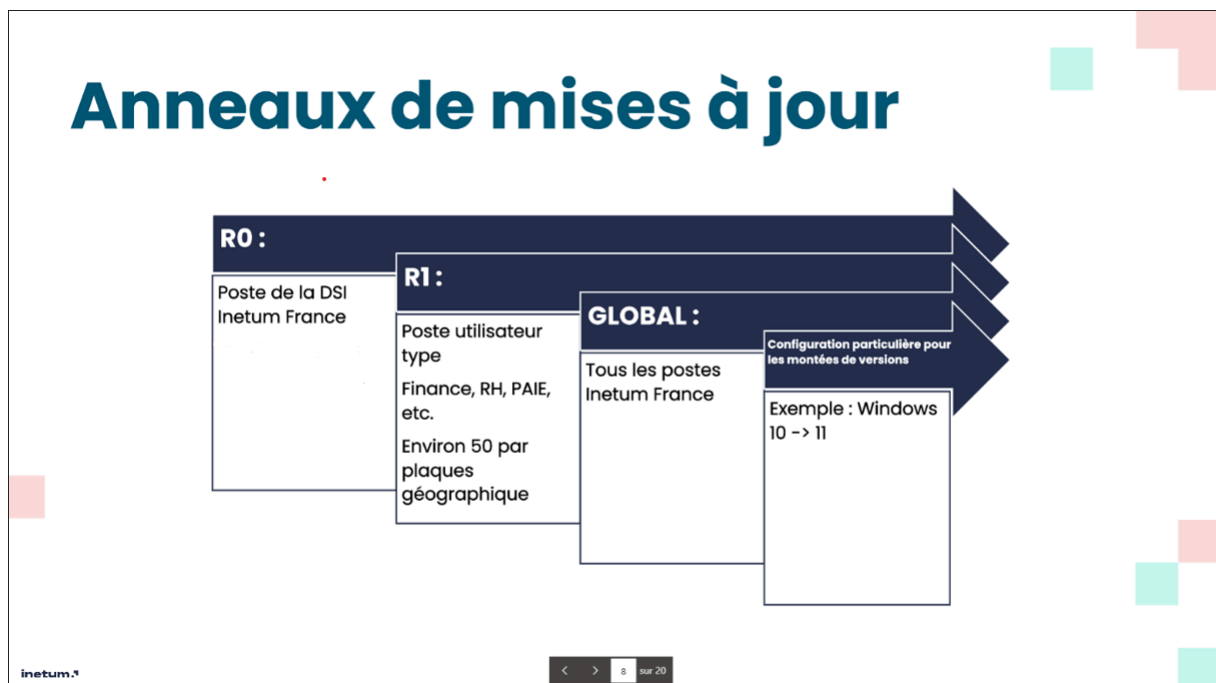 Anneaux de mises à jour
R0 :
Poste de la DSI
Inetum France
R1 :
Poste utilisateur
type
Finance, RH, PAIE,
etc.
Environ 50 par
plaques
géographique
GLOBAL :
Tous les postes
Inetum France
Configuration particulière pour
les montées de versions
Exemple : Windows
10 -> 11
inetum.
8 sur 20